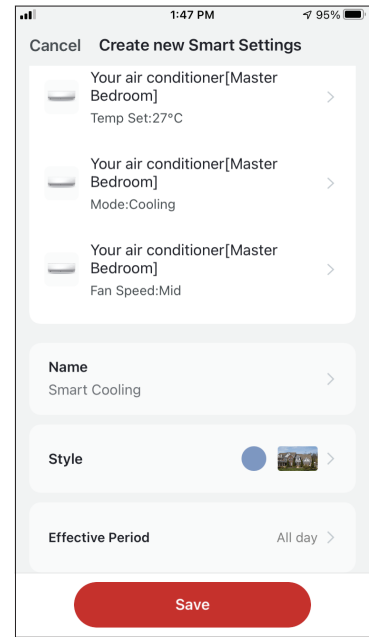 1:47 PM
95%
Cancel Create new Smart Settings
Your air conditioner[Master
Bedroom]
Temp Set:27°C
Your air conditioner[Master
Bedroom]
Mode:Cooling
Your air conditioner[Master
Bedroom]
Fan Speed:Mid
Name
Smart Cooling
Style
Effective Period
All day
Save